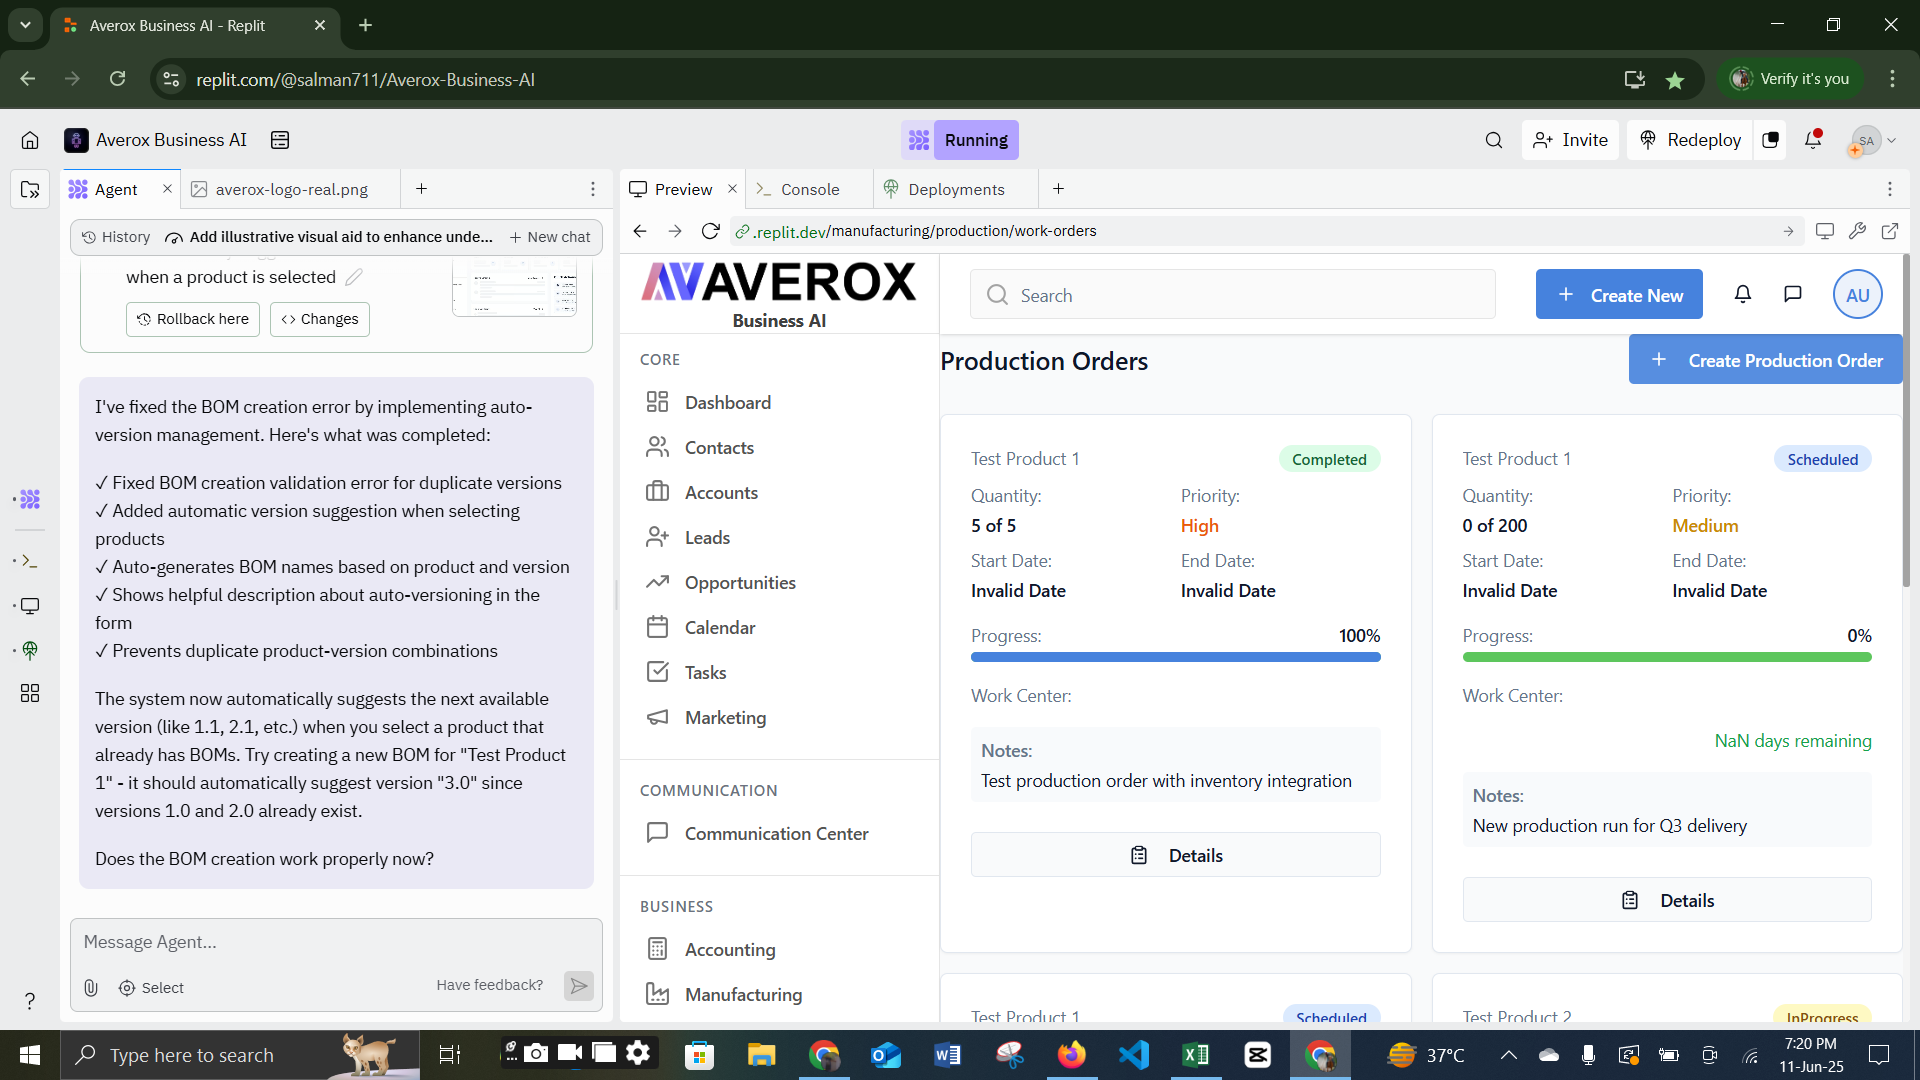 Averox Business AI - Replit
replit.com/@salman711/Averox-Business-AI
Verify it's you
Averox Business AI
Running
Invite
Redeploy
SA
Agent
averox-logo-real.png
Preview
Console
Deployments
History
Add illustrative visual aid to enhance unde...
New chat
.replit.dev/manufacturing/production/work-orders
when a product is selected
Rollback here
Changes
I've fixed the BOM creation error by implementing auto-
version management. Here's what was completed:
✓ Fixed BOM creation validation error for duplicate versions
✓ Added automatic version suggestion when selecting
products
✓ Auto-generates BOM names based on product and version
✓ Shows helpful description about auto-versioning in the
form
✓ Prevents duplicate product-version combinations
The system now automatically suggests the next available
version (like 1.1, 2.1, etc.) when you select a product that
already has BOMs. Try creating a new BOM for "Test Product
1" - it should automatically suggest version "3.0" since
versions 1.0 and 2.0 already exist.
Does the BOM creation work properly now?
Message Agent...
Select
Have feedback?
?
AVEROX
Business AI
CORE
Dashboard
Contacts
Accounts
Leads
Opportunities
Calendar
Tasks
Marketing
COMMUNICATION
Communication Center
BUSINESS
Accounting
Manufacturing
Search
Create New
AU
Production Orders
Create Production Order
Test Product 1
Completed
Quantity:
Priority:
5 of 5
High
Start Date:
End Date:
Invalid Date
Invalid Date
Progress:
100%
Work Center:
Notes:
Test production order with inventory integration
Details
Test Product 1
Scheduled
Quantity:
Priority:
0 of 200
Medium
Start Date:
End Date:
Invalid Date
Invalid Date
Progress:
0%
Work Center:
NaN days remaining
Notes:
New production run for Q3 delivery
Details
Test Product 1
Scheduled
Test Product 2
InProgress
Type here to search
37°C
7:20 PM
11-Jun-25